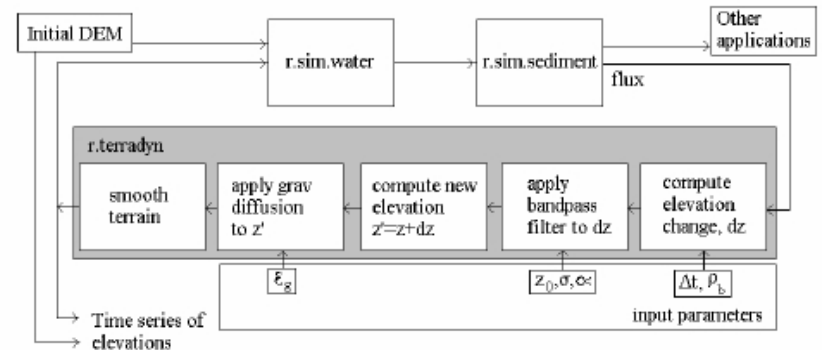 Initial DEM
r.sim.water
r.sim.sediment
Other
applications
flux
r.terradyn
smooth
terrain
apply grav
diffusion
to z'
compute new
elevation
z'=z+dz
apply
bandpass
filter to dz
compute
elevation
change, dz
ε_g
z_0,σ,α
Δt, ρ_b
input parameters
Time series of
elevations